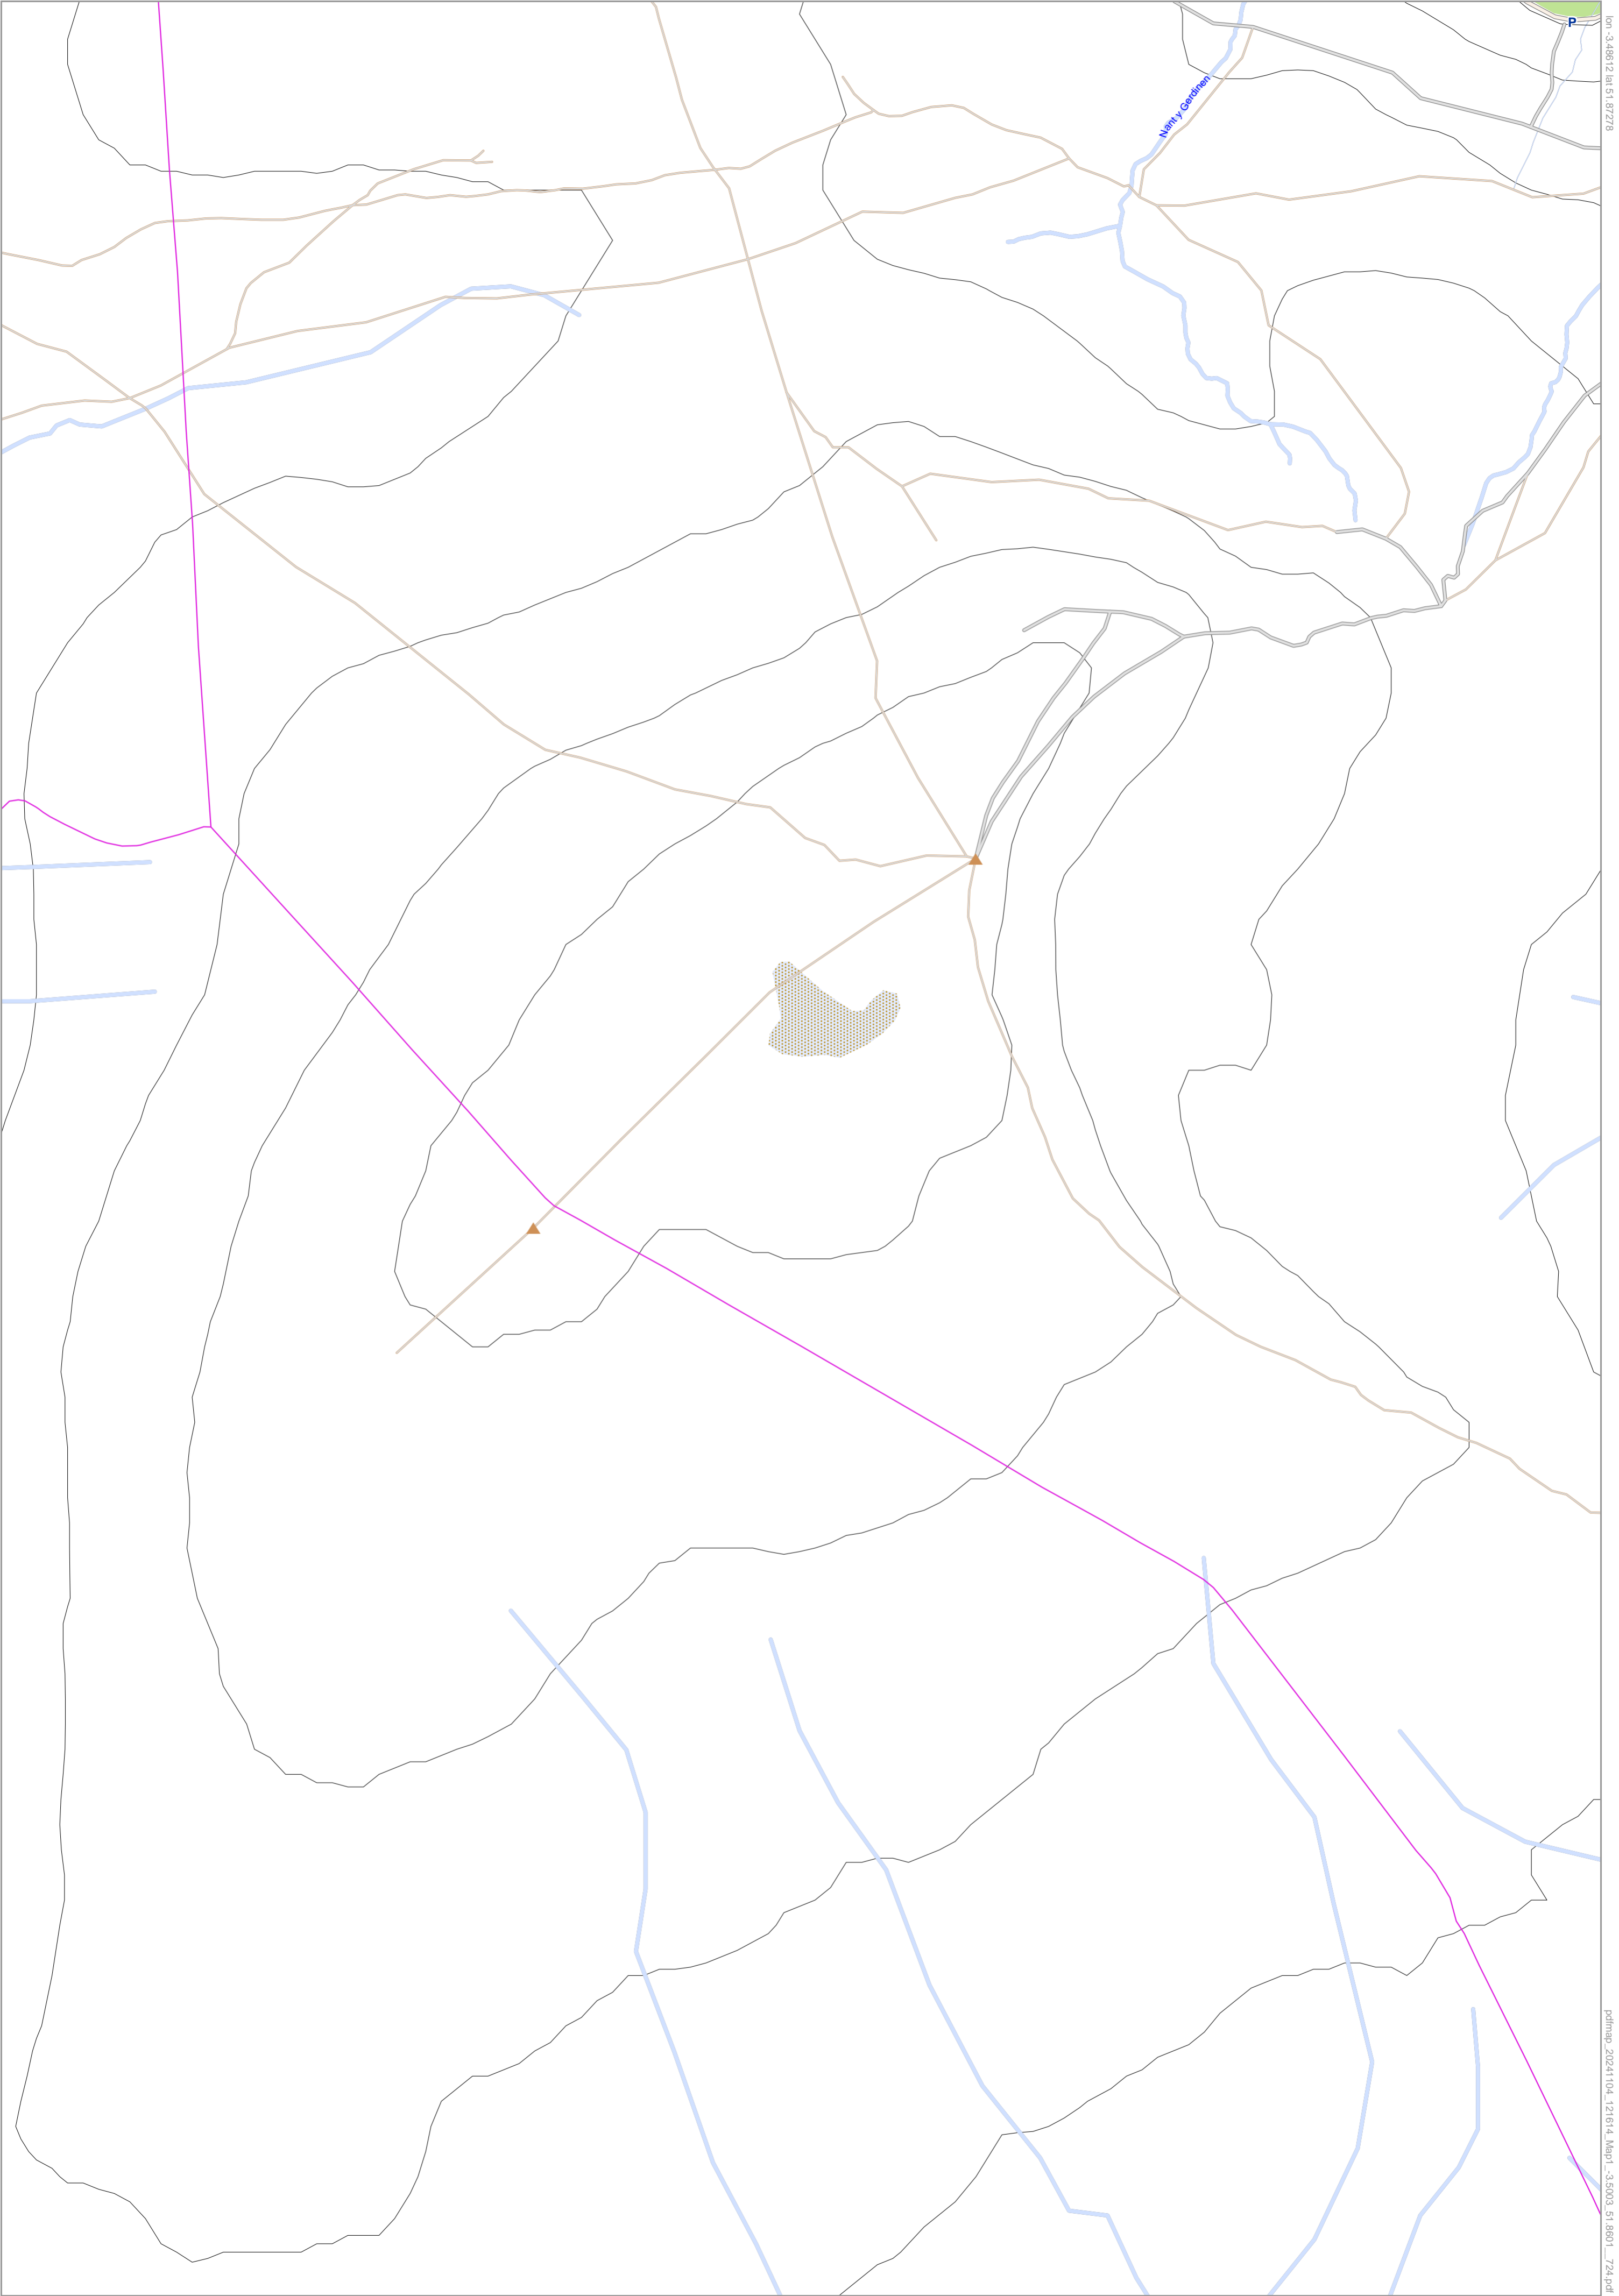 P
lon -3.48612 lat 51.87278
Nant y Gerdinen
pdfmap_20241104_121614_Map1_-3.5003_51.8601__724.pdf